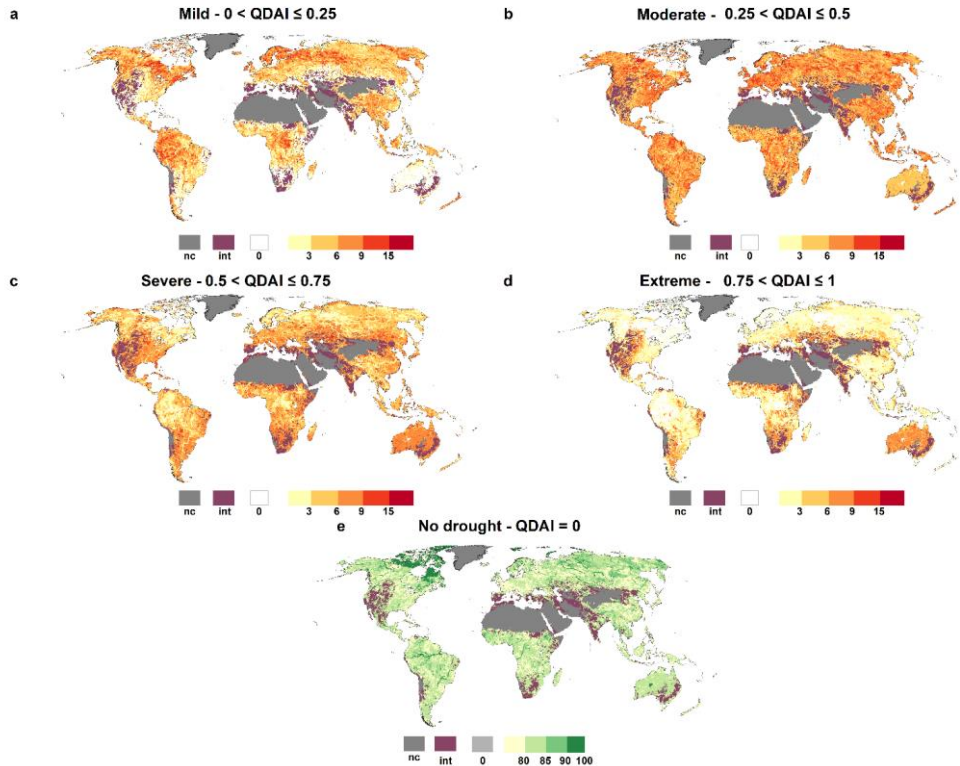 a Mild - 0 < QDAI ≤ 0.25
b Moderate - 0.25 < QDAI ≤ 0.5
nc int 0 3 6 9 15
nc int 0 3 6 9 15
c Severe - 0.5 < QDAI ≤ 0.75
d Extreme - 0.75 < QDAI ≤ 1
nc int 0 3 6 9 15
nc int 0 3 6 9 15
e No drought - QDAI = 0
nc int 0 80 85 90 100